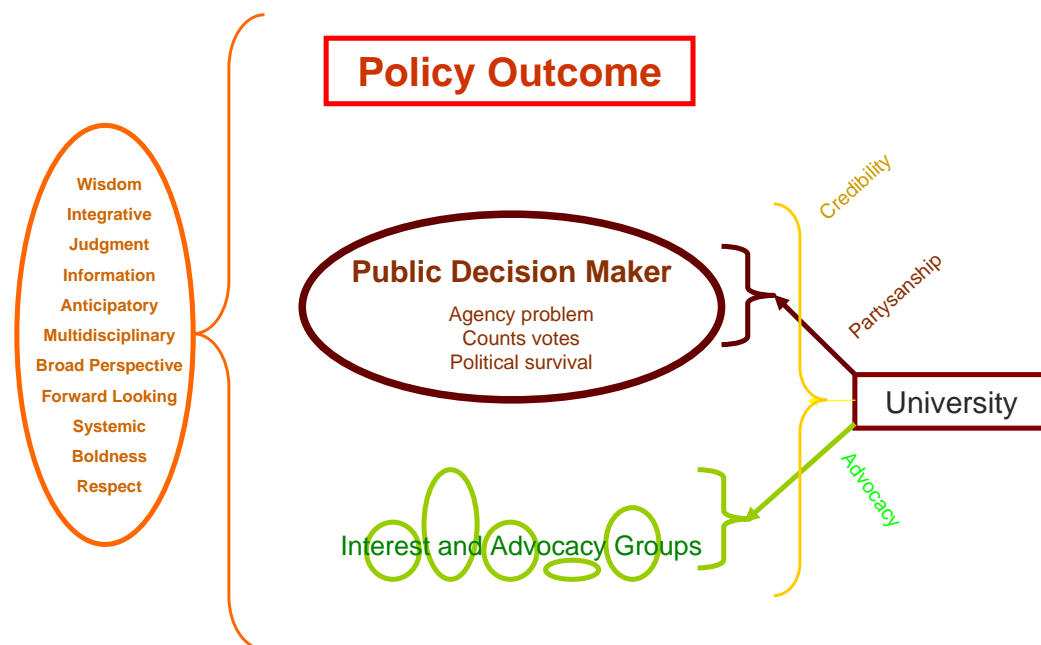 Policy Outcome
Wisdom
Integrative
Judgment
Information
Anticipatory
Multidisciplinary
Broad Perspective
Forward Looking
Systemic
Boldness
Respect
Public Decision Maker
Agency problem
Counts votes
Political survival
Interest and Advocacy Groups
Credibility
Partysanship
University
Advocacy